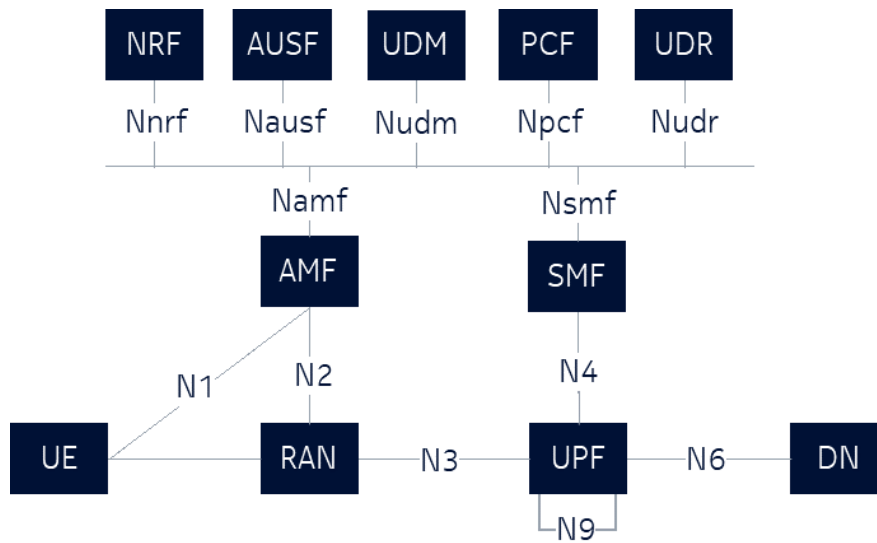 NRF AUSF UDM PCF UDR
Nnrf Nausf Nudm Npcf Nudr
Namf Nsmf
AMF SMF
N1 N2 N4
UE RAN N3 UPF N6 DN
N9